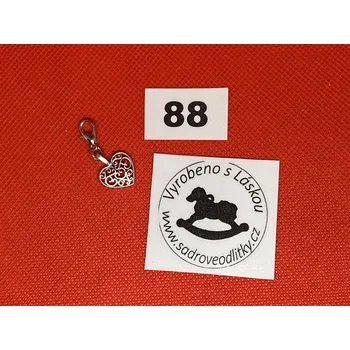 88
Vyrobeno s Láskou
www.sadroveodlitky.cz